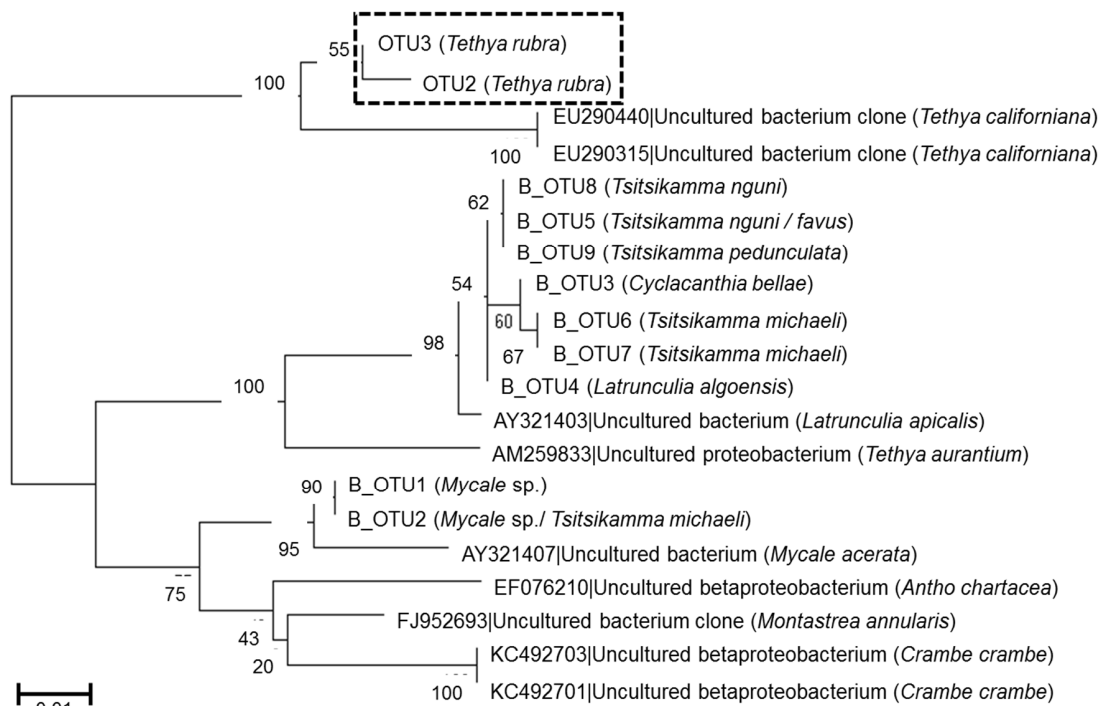 55
OTU3 (Tethya rubra)
100
OTU2 (Tethya rubra)
EU290440|Uncultured bacterium clone (Tethya californiana)
100
EU290315|Uncultured bacterium clone (Tethya californiana)
62
B_OTU8 (Tsitsikamma nguni)
B_OTU5 (Tsitsikamma nguni / favus)
B_OTU9 (Tsitsikamma pedunculata)
54
B_OTU3 (Cyclacanthia bellae)
60
B_OTU6 (Tsitsikamma michaeli)
98
67
B_OTU7 (Tsitsikamma michaeli)
100
B_OTU4 (Latrunculia algoensis)
AY321403|Uncultured bacterium (Latrunculia apicalis)
AM259833|Uncultured proteobacterium (Tethya aurantium)
90
B_OTU1 (Mycale sp.)
B_OTU2 (Mycale sp./ Tsitsikamma michaeli)
95
AY321407|Uncultured bacterium (Mycale acerata)
75
EF076210|Uncultured betaproteobacterium (Antho chartacea)
FJ952693|Uncultured bacterium clone (Montastrea annularis)
43
KC492703|Uncultured betaproteobacterium (Crambe crambe)
20
100
KC492701|Uncultured betaproteobacterium (Crambe crambe)